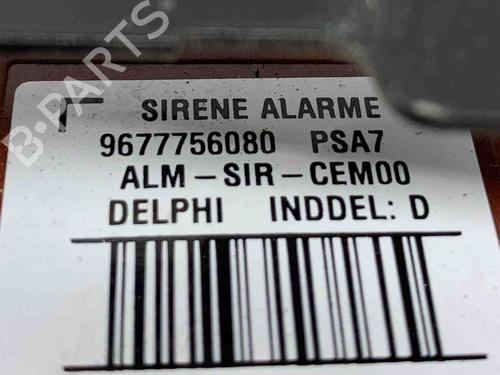 B-PARTS
SIRENE ALARME
9677756080 PSA7
ALM-SIR-CEM00
DELPHI INDDEL: D